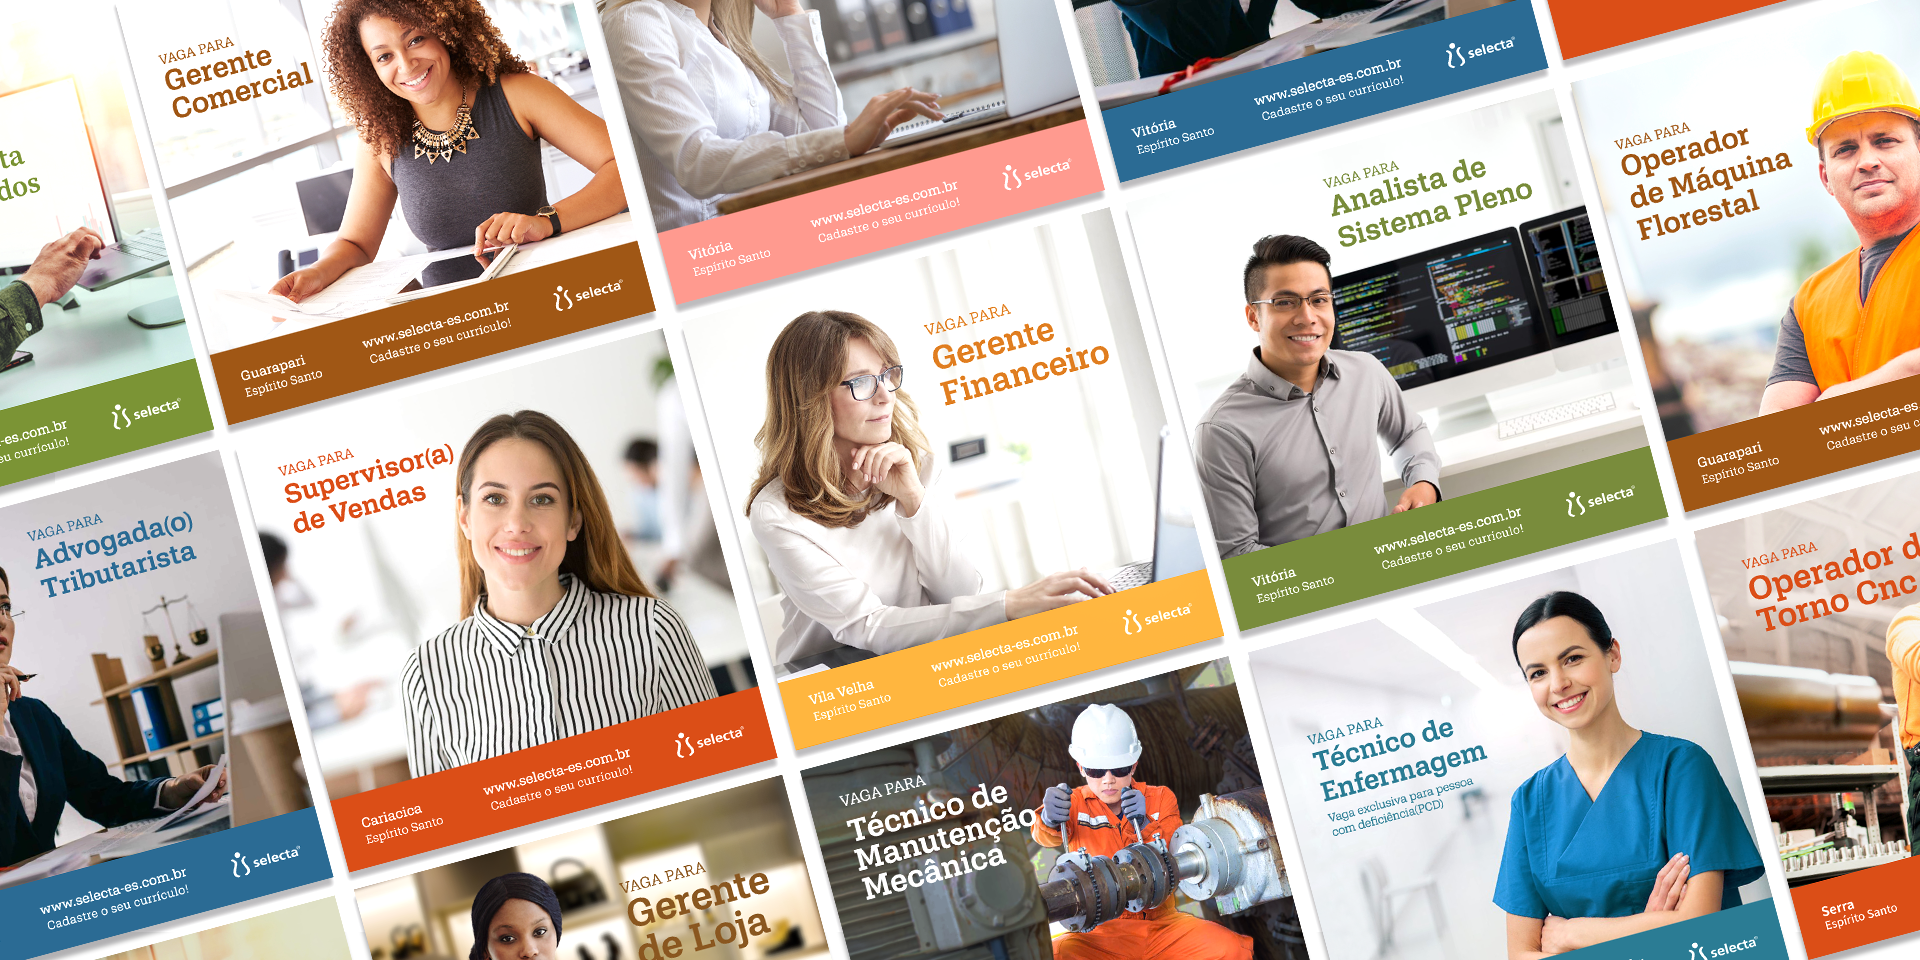 ta
dos
-es.com.br
eu currículo!
selecta
VAGA PARA
Gerente
Comercial
Guarapari
Espírito Santo
www.selecta-es.com.br
Cadastre o seu currículo!
selecta
Vitória
Espírito Santo
www.selecta-es.com.br
Cadastre o seu currículo!
selecta
Vitória
Espírito Santo
www.selecta-es.com.br
Cadastre o seu currículo!
selecta
VAGA PARA
Advogada(o)
Tributarista
www.selecta-es.com.br
Cadastre o seu currículo!
selecta
VAGA PARA
Supervisor(a)
de Vendas
Cariacica
Espírito Santo
www.selecta-es.com.br
Cadastre o seu currículo!
selecta
VAGA PARA
Gerente
Financeiro
Vila Velha
Espírito Santo
www.selecta-es.com.br
Cadastre o seu currículo!
selecta
VAGA PARA
Analista de
Sistema Pleno
Vitória
Espírito Santo
www.selecta-es.com.br
Cadastre o seu currículo!
selecta
VAGA PARA
Operador
de Máquina
Florestal
Guarapari
Espírito Santo
www.selecta-es
Cadastre o seu c
VAGA PARA
Gerente
de Loja
VAGA PARA
Técnico de
Manutenção
Mecânica
VAGA PARA
Técnico de
Enfermagem
Vaga exclusiva para pessoa
com deficiência(PCD)
selecta
VAGA PARA
Operador d
Torno Cnc
Serra
Espírito Santo